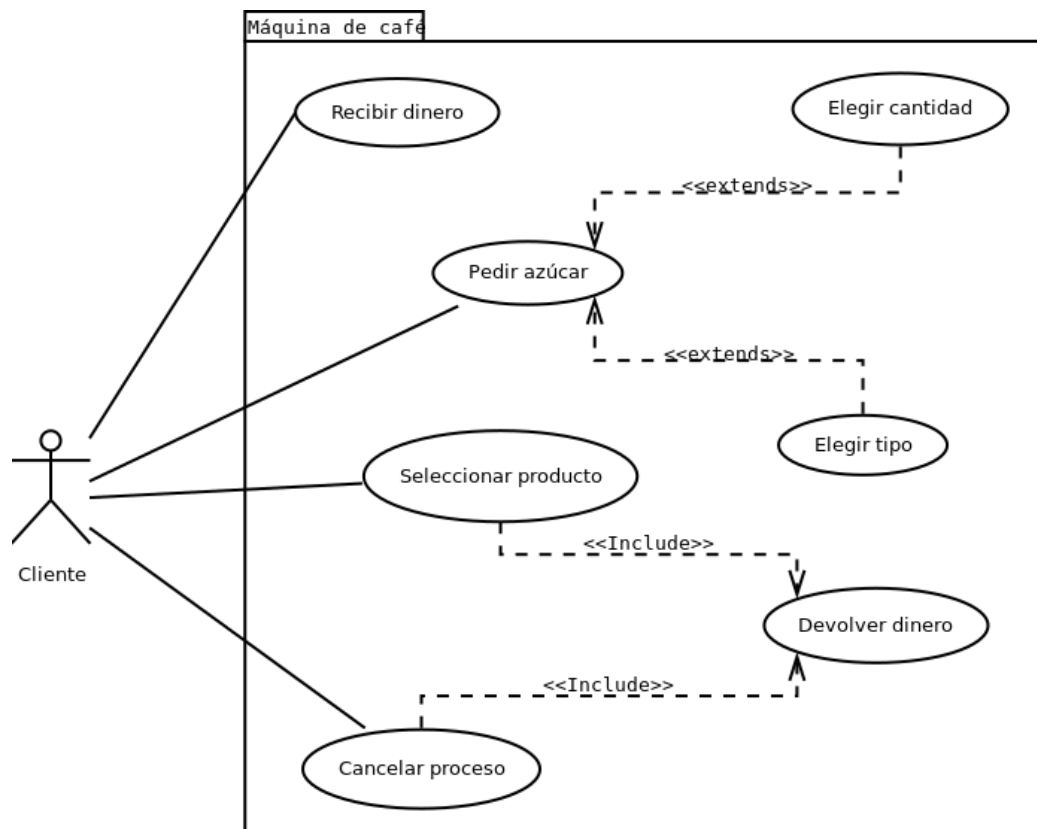 Máquina de café
Recibir dinero
Elegir cantidad
<<extends>>
Pedir azúcar
<<extends>>
Elegir tipo
Seleccionar producto
<<Include>>
Cliente
Devolver dinero
<<Include>>
Cancelar proceso